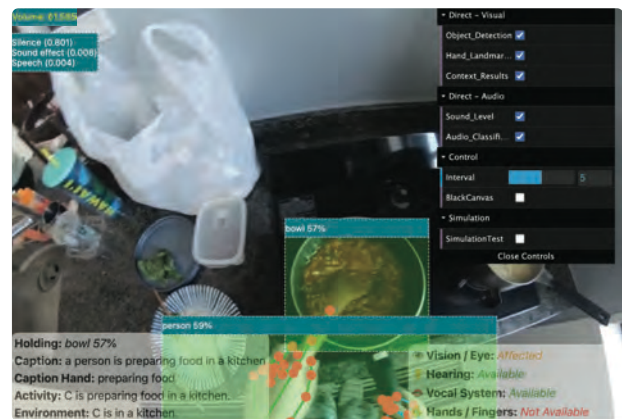 Silence (0.801)
Sound effect (0.008)
Speech (0.004)
HAWAI'I
bowl 57%
person 59%
Holding: bowl 57%
Caption: a person is preparing food in a kitchen
Caption Hand: preparing food
Activity: C is preparing food in a kitchen.
Environment: C is in a kitchen.
Direct - Visual
Object_Detection
Hand_Landmar...
Context_Results
Direct - Audio
Sound_Level
Audio_Classifi...
Control
Interval 5
BlackCanvas
Simulation
SimulationTest
Close Controls
Vision / Eye: Affected
Hearing: Available
Vocal System: Available
Hands / Fingers: Not Available